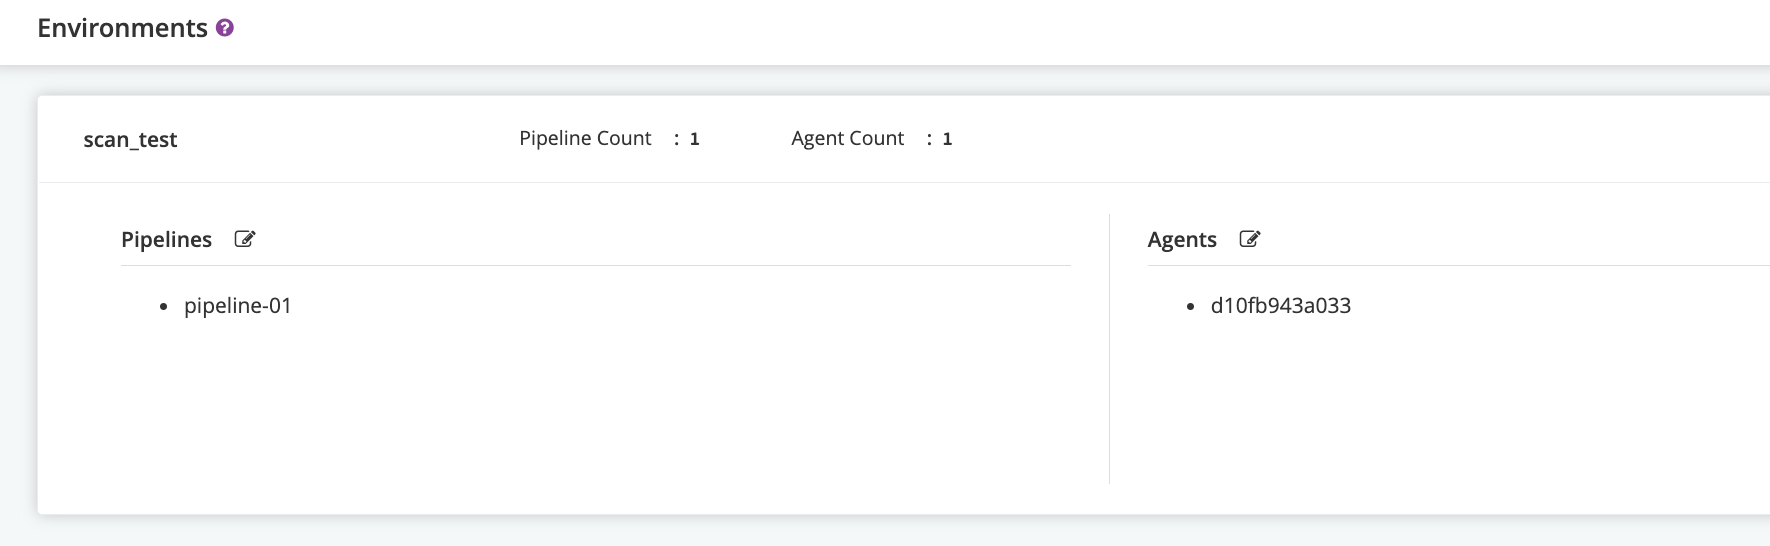 Environments
scan_test Pipeline Count : 1 Agent Count : 1
Pipelines
• pipeline-01
Agents
• d10fb943a033